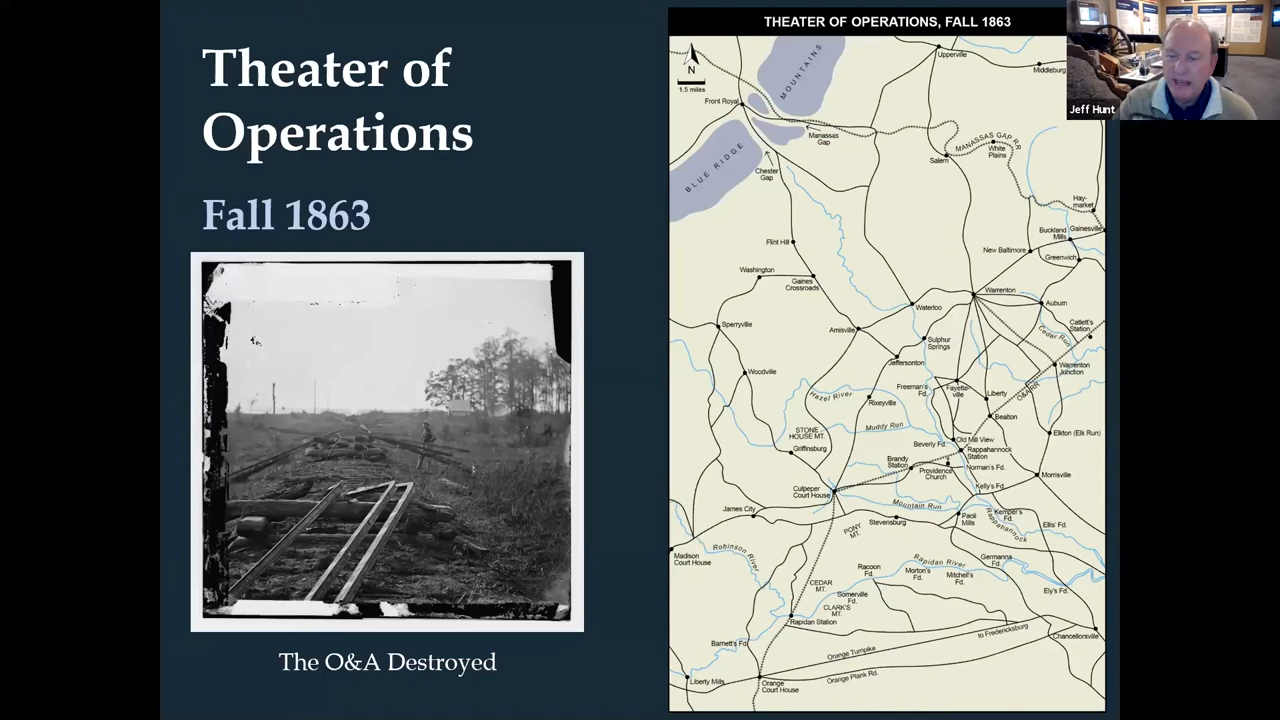 Theater of
Operations
Fall 1863
The O&A Destroyed
THEATER OF OPERATIONS, FALL 1863
Jeff Hunt
N
1.5 miles
MOUNTAINS
Upperville
Middleburg
Front Royal
Manassas
Gap
BLUE RIDGE
Chester
Gap
Salem
MANASSAS GAP R.R.
White
Plains
Hay-
market
Buckland
Mills
Gainesville
Flint Hill
New Baltimore
Greenwich
Washington
Gaines
Crossroads
Warrenton
Auburn
Waterloo
Sperryville
Amisville
Sulphur
Springs
Catlett's
Station
Cedar Run
Jeffersonton
Warrenton
Junction
Woodville
Freeman's
Fd.
Fayette-
ville
Liberty
O&A RR
Hazel River
Rixeyville
Bealton
STONE
HOUSE MT.
Muddy Run
Elkton (Elk Run)
Griffinsburg
Beverly Fd.
Old Mill View
Rappahannock
Station
Brandy
Station
Providence
Church
Norman's Fd.
Morrisville
Culpeper
Court House
Kelly's Fd.
James City
Mountain Run
Stevensburg
Paoli
Mills
Kemper's
Fd.
Rappahannock
Ellis' Fd.
PONY
MT.
Madison
Court House
Robinson River
Rapidan River
Germanna
Fd.
Racoon
Fd.
Morton's
Fd.
Mitchell's
Fd.
CEDAR
MT.
Somerville
Fd.
CLARK'S
MT.
Ely's Fd.
Rapidan Station
Chancellorsville
to Fredericksburg
Barnett's Fd.
Orange Turnpike
Orange Plank Rd.
Liberty Mills
Orange
Court House